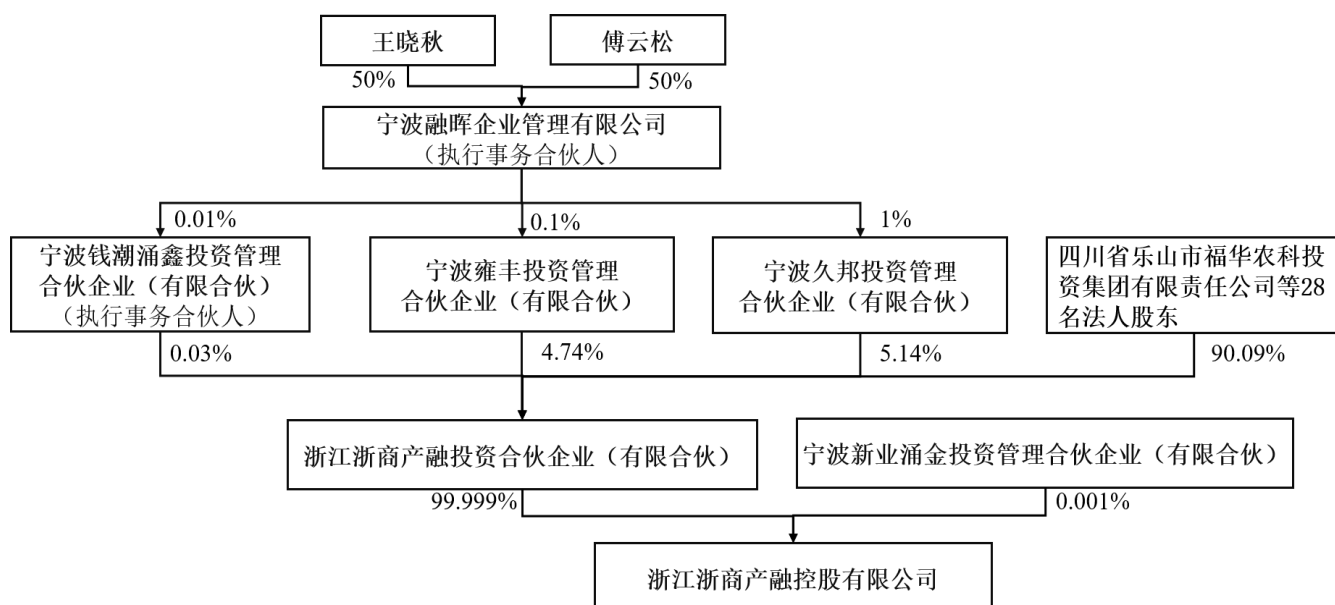 王晓秋
傅云松
50%
50%
宁波融晖企业管理有限公司
（执行事务合伙人）
0.01%
0.1%
1%
宁波钱潮涌鑫投资管理
合伙企业（有限合伙）
（执行事务合伙人）
宁波雍丰投资管理
合伙企业（有限合伙）
宁波久邦投资管理
合伙企业（有限合伙）
四川省乐山市福华农科投
资集团有限责任公司等28
名法人股东
0.03%
4.74%
5.14%
90.09%
浙江浙商产融投资合伙企业（有限合伙）
宁波新业涌金投资管理合伙企业（有限合伙）
99.999%
0.001%
浙江浙商产融控股有限公司